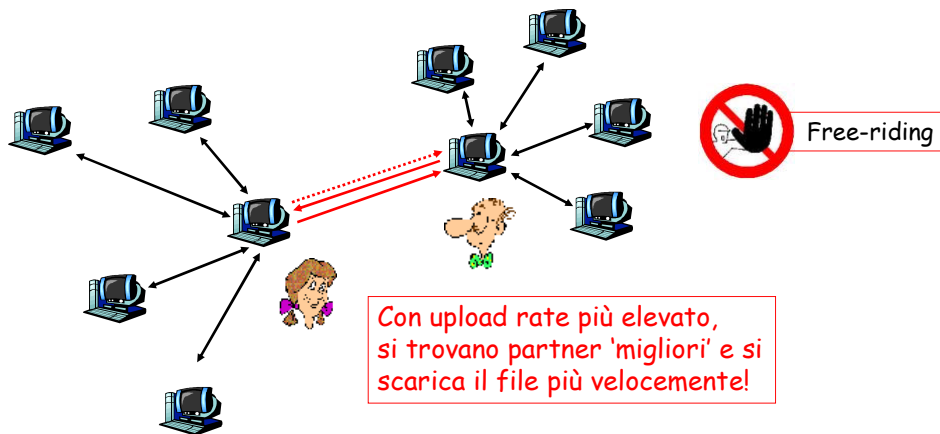 Free-riding
Con upload rate più elevato,
si trovano partner ‘migliori’ e si
scarica il file più velocemente!